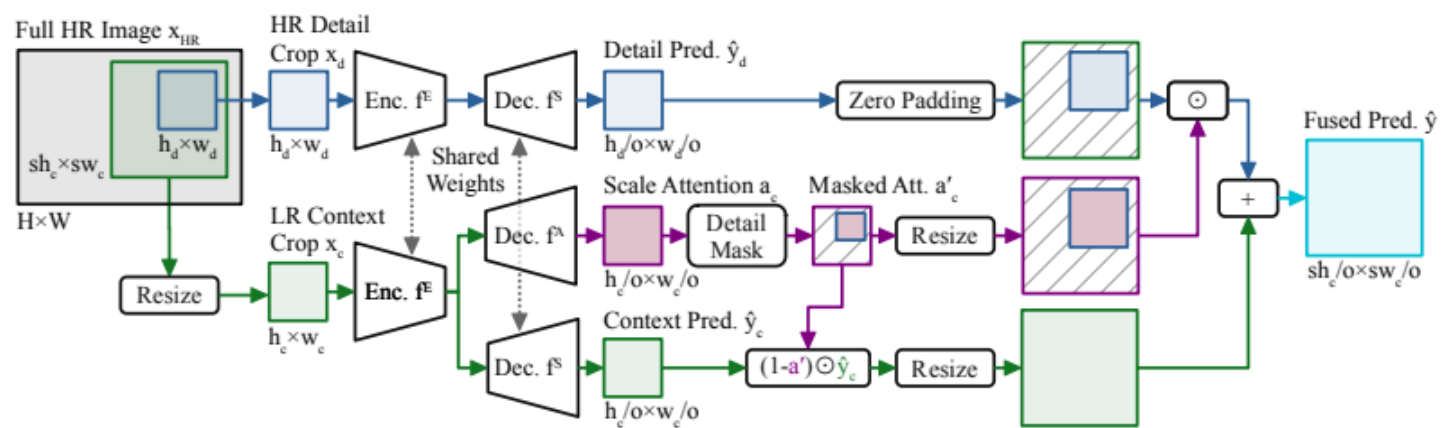 Full HR Image x_HR
sh_c×sw_c
h_d×w_d
H×W
Resize
HR Detail
Crop x_d
h_d×w_d
LR Context
Crop x_c
h_c×w_c
Enc. f^E
Dec. f^S
Shared
Weights
Enc. f^E
Dec. f^A
Dec. f^S
Detail Pred. ŷ_d
h_d/o×w_d/o
Zero Padding
⊙
Scale Attention a_c
h_c/o×w_c/o
Detail
Mask
Masked Att. a′_c
Resize
Context Pred. ŷ_c
h_c/o×w_c/o
(1-a′)⊙ŷ_c
Resize
+
Fused Pred. ŷ
sh_c/o×sw_c/o